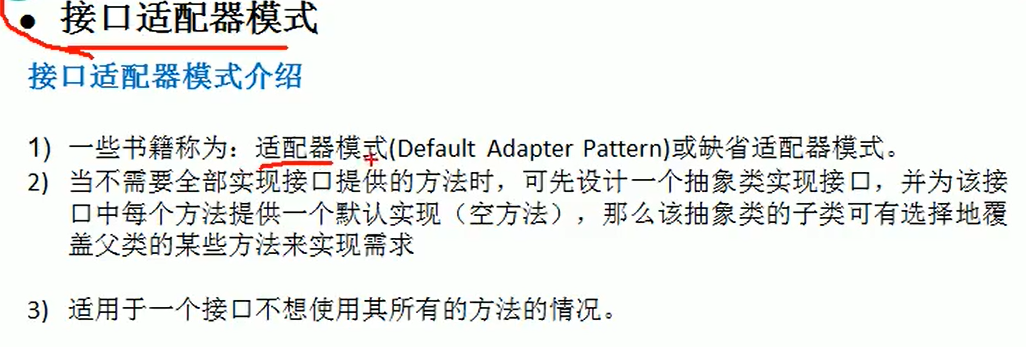 • 接口适配器模式
接口适配器模式介绍
1) 一些书籍称为：适配器模式(Default Adapter Pattern)或缺省适配器模式。
2) 当不需要全部实现接口提供的方法时，可先设计一个抽象类实现接口，并为该接
口中每个方法提供一个默认实现（空方法），那么该抽象类的子类可有选择地覆
盖父类的某些方法来实现需求
3) 适用于一个接口不想使用其所有的方法的情况。